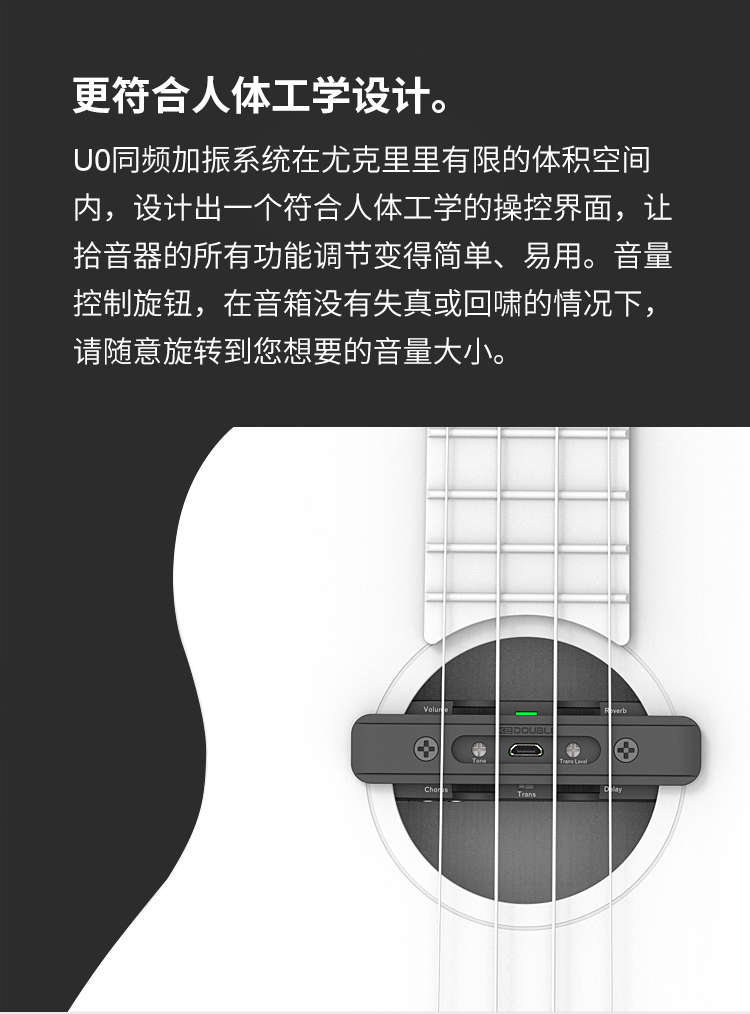 更符合人体工学设计。
U0同频加振系统在尤克里里有限的体积空间
内，设计出一个符合人体工学的操控界面，让
拾音器的所有功能调节变得简单、易用。音量
控制旋钮，在音箱没有失真或回啸的情况下，
请随意旋转到您想要的音量大小。
Volume
Reverb
Tone
Trans Level
Chorus
Trans
Delay